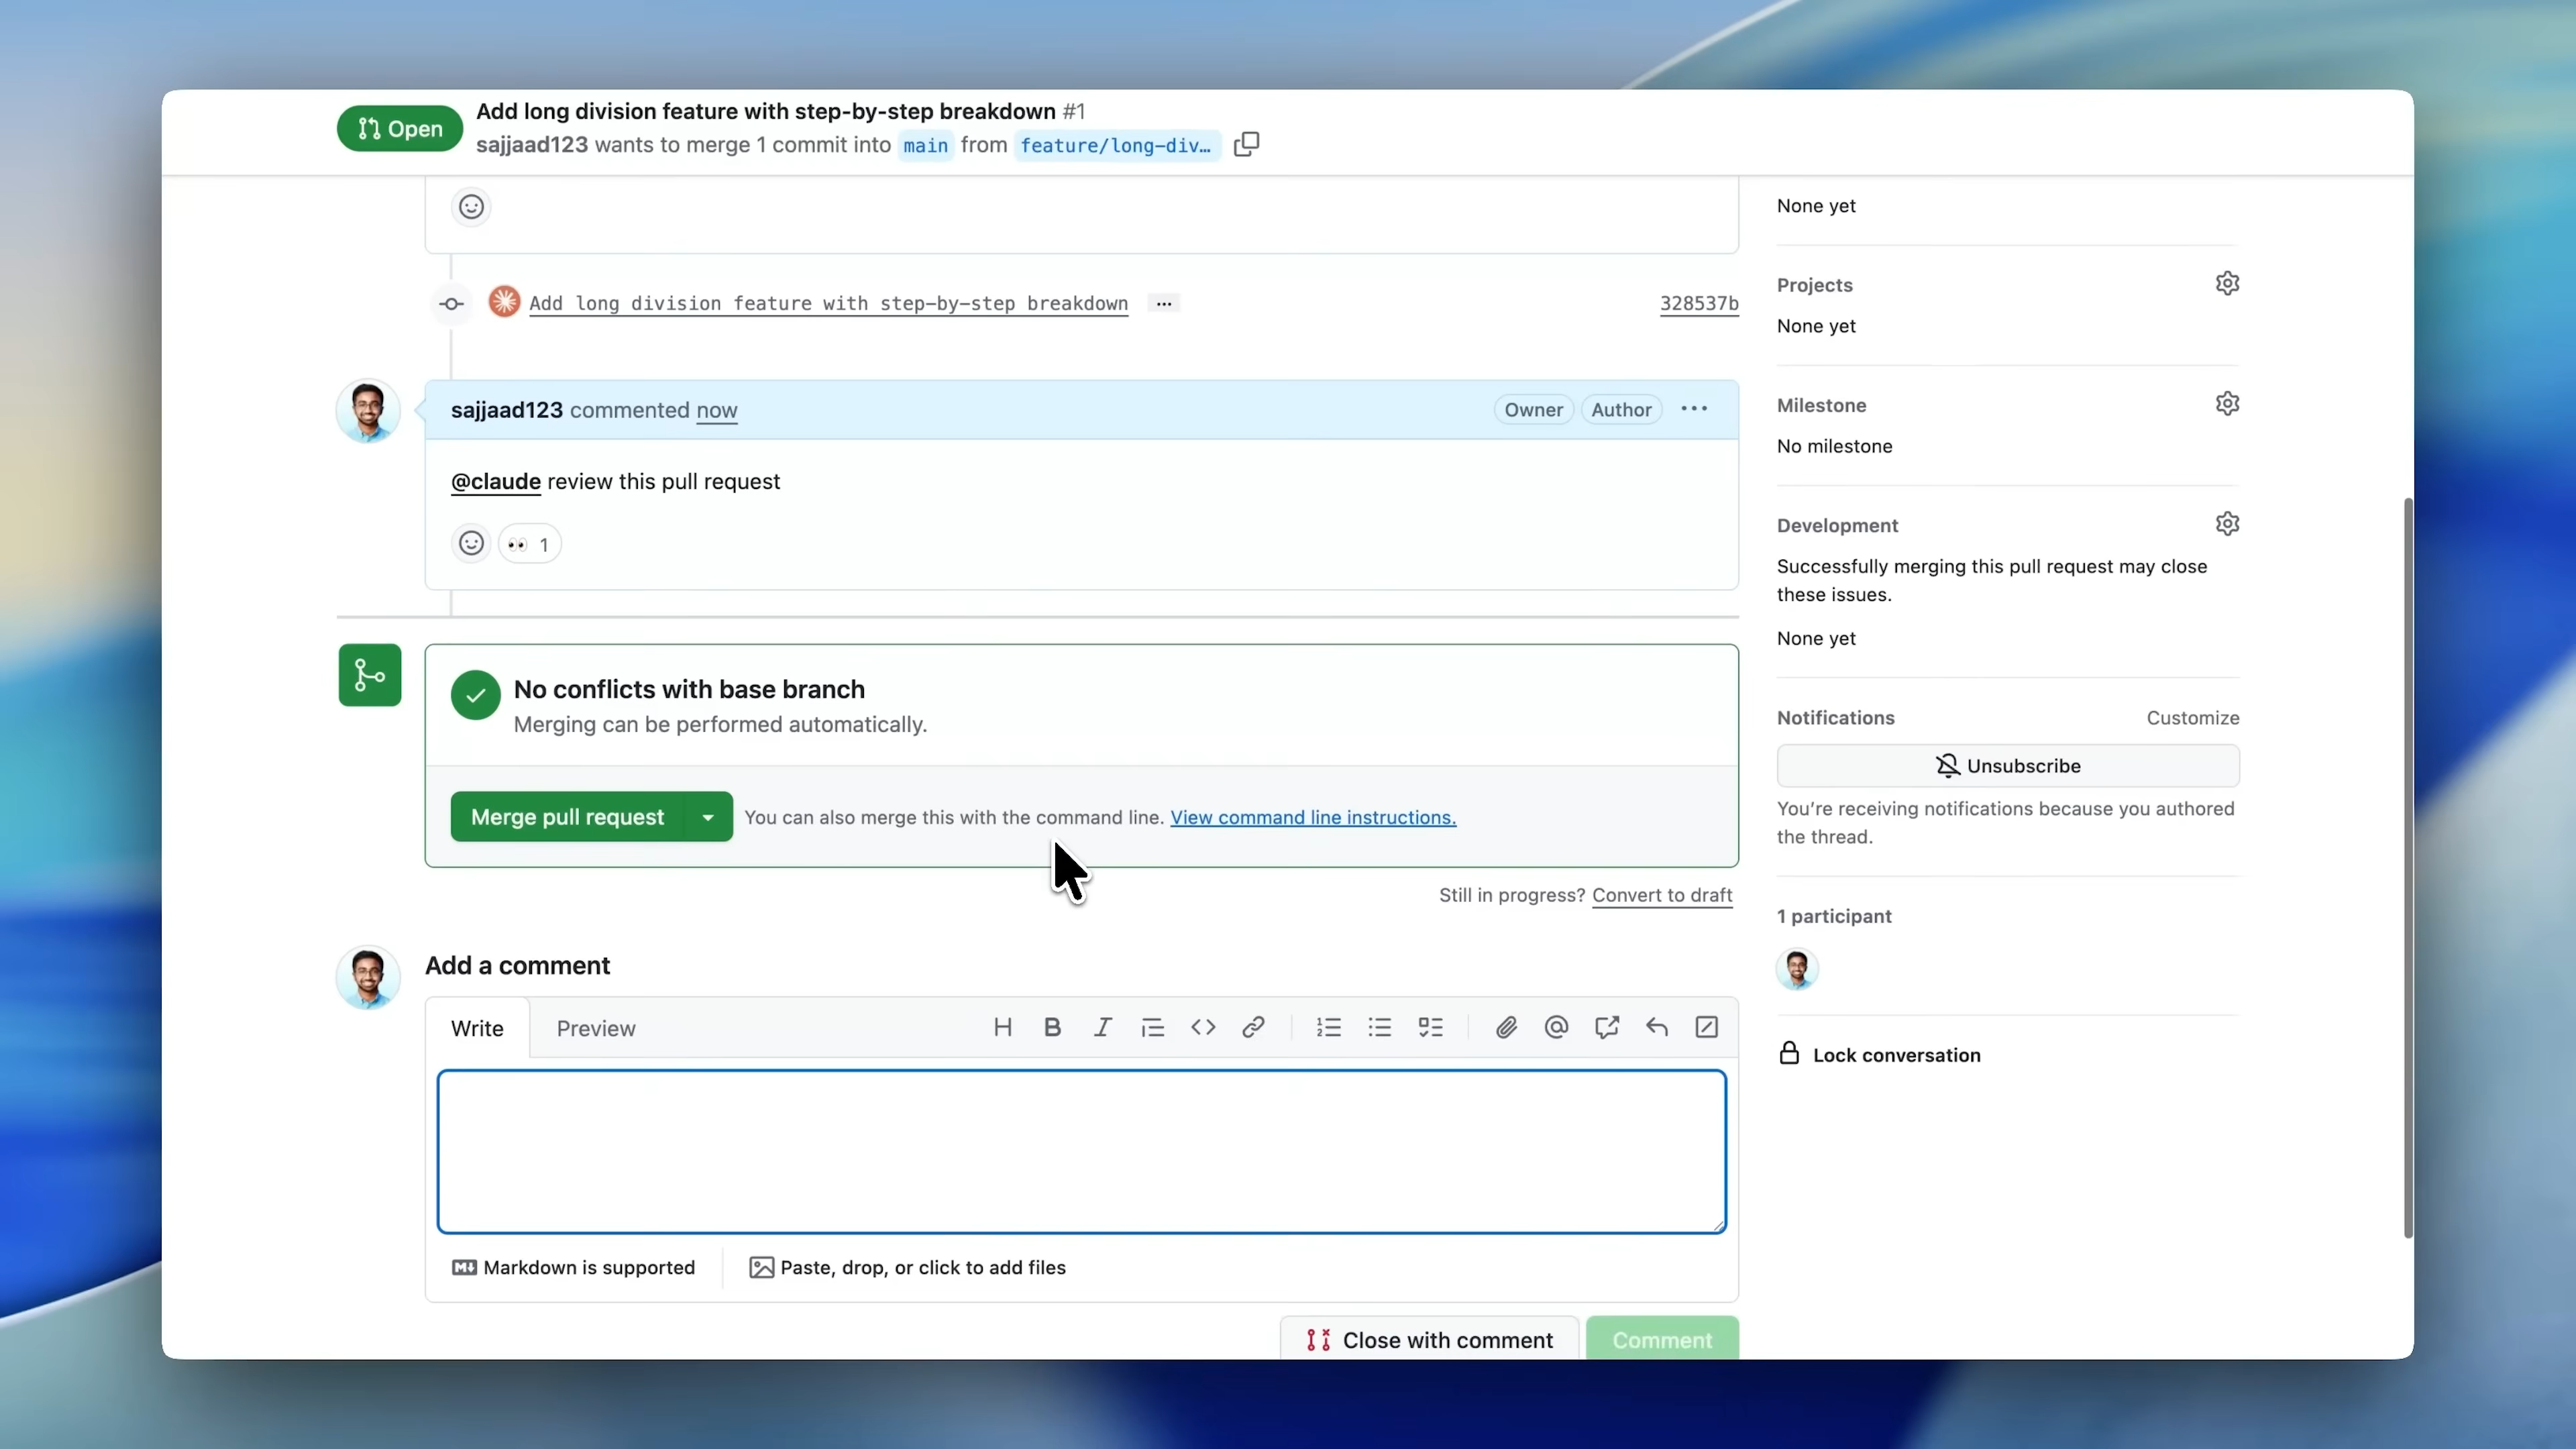 Open
Add long division feature with step-by-step breakdown #1
sajjaad123 wants to merge 1 commit into main from feature/long-div…
Add long division feature with step-by-step breakdown
328537b
sajjaad123 commented now
Owner
Author
@claude review this pull request
1
No conflicts with base branch
Merging can be performed automatically.
Merge pull request
You can also merge this with the command line. View command line instructions.
Still in progress? Convert to draft
Add a comment
Write
Preview
Markdown is supported
Paste, drop, or click to add files
Close with comment
Comment
None yet
Projects
None yet
Milestone
No milestone
Development
Successfully merging this pull request may close
these issues.
None yet
Notifications
Customize
Unsubscribe
You’re receiving notifications because you authored
the thread.
1 participant
Lock conversation